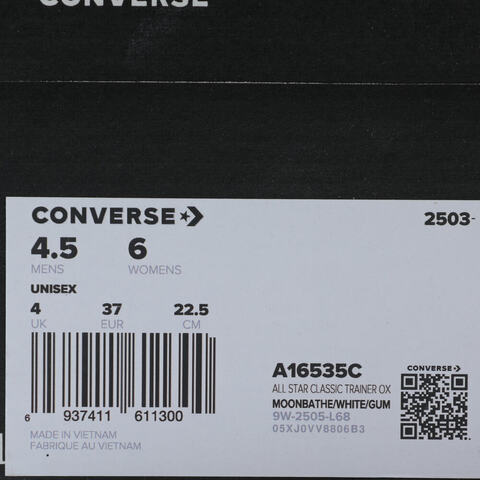 CONVERSE
CONVERSE
2503-
4.5 6
MENS WOMENS
UNISEX
4 37 22.5
UK EUR CM
6 937411 611300
MADE IN VIETNAM
FABRIQUE AU VIETNAM
CONVERSE
A16535C
ALL STAR CLASSIC TRAINER OX
MOONBATHE/WHITE/GUM
9W-2505-L68
05XJ0VV8806B3